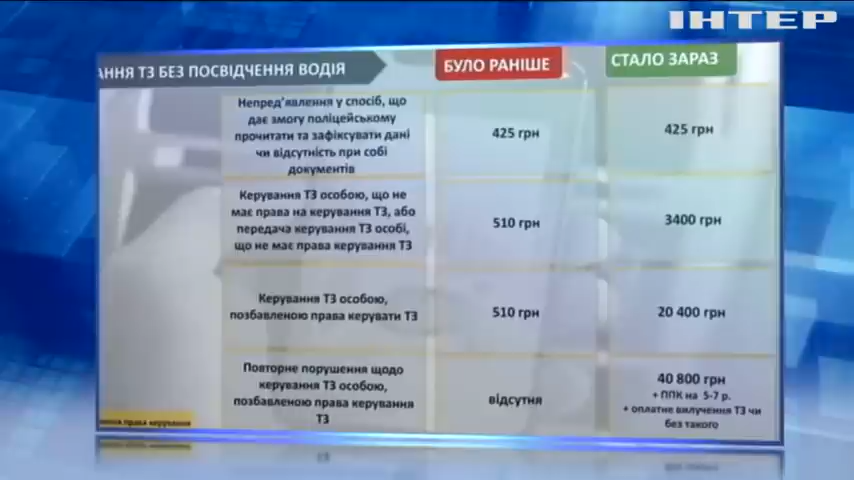 ІНТЕР
АННЯ ТЗ БЕЗ ПОСВІДЧЕННЯ ВОДІЯ
БУЛО РАНІШЕ
СТАЛО ЗАРАЗ
Непред'явлення у спосіб, що
дає змогу поліцейському
прочитати та зафіксувати дані
чи відсутність при собі
документів
425 грн
425 грн
Керування ТЗ особою, що не
має права на керування ТЗ, або
передача керування ТЗ особі,
що не має права керування ТЗ
510 грн
3400 грн
Керування ТЗ особою,
позбавленою права керувати ТЗ
510 грн
20 400 грн
Повторне порушення щодо
керування ТЗ особою,
позбавленою права керування
ТЗ
відсутня
40 800 грн
+ ППК на 5-7 р.
+ оплатне вилучення ТЗ чи
без такого
права керування